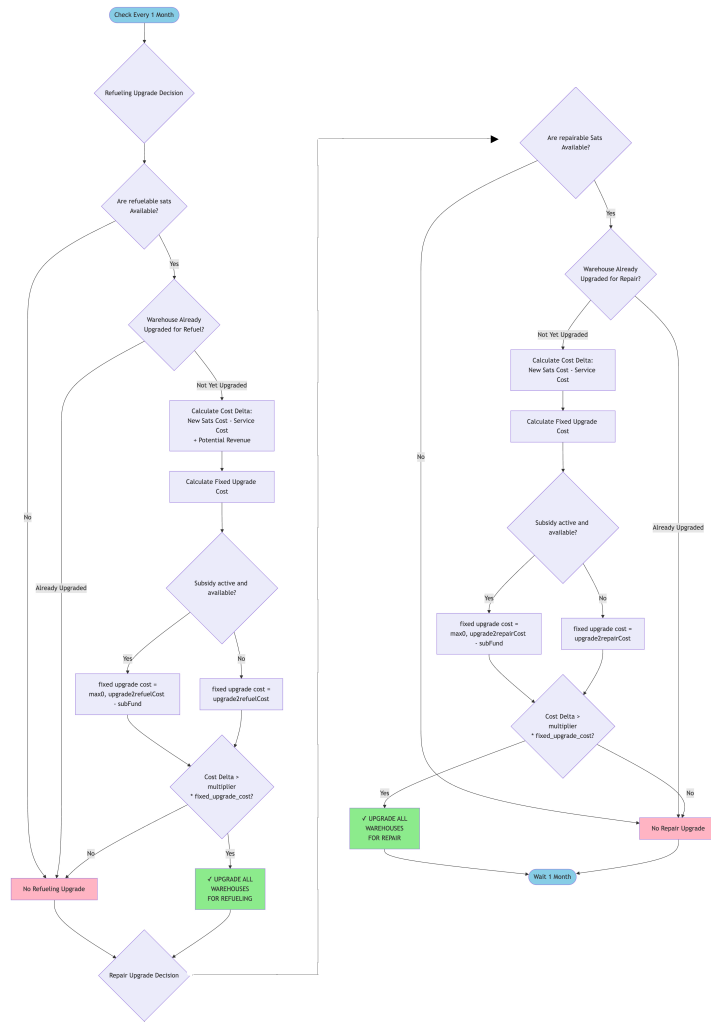 Check Every 1 Month
Refueling Upgrade Decision
Are refuelable sats
Available?
Yes
Warehouse Already
Upgraded for Refuel?
Not Yet Upgraded
Calculate Cost Delta:
New Sats Cost - Service
Cost
+ Potential Revenue
Calculate Fixed Upgrade
Cost
No
Already Upgraded
Subsidy active and
available?
Yes
No
fixed upgrade cost =
max0, upgrade2refuelCost
- subFund
fixed upgrade cost =
upgrade2refuelCost
Cost Delta >
multiplier
* fixed_upgrade_cost?
No
Yes
No Refueling Upgrade
✓ UPGRADE ALL
WAREHOUSES
FOR REFUELING
Repair Upgrade Decision
Are repairable Sats
Available?
Yes
Warehouse Already
Upgraded for Repair?
Not Yet Upgraded
Calculate Cost Delta:
New Sats Cost - Service
Cost
Calculate Fixed Upgrade
Cost
No
Already Upgraded
Subsidy active and
available?
Yes
No
fixed upgrade cost =
max0, upgrade2repairCost
- subFund
fixed upgrade cost =
upgrade2repairCost
Cost Delta >
multiplier
* fixed_upgrade_cost?
Yes
No
✓ UPGRADE ALL
WAREHOUSES
FOR REPAIR
No Repair Upgrade
Wait 1 Month